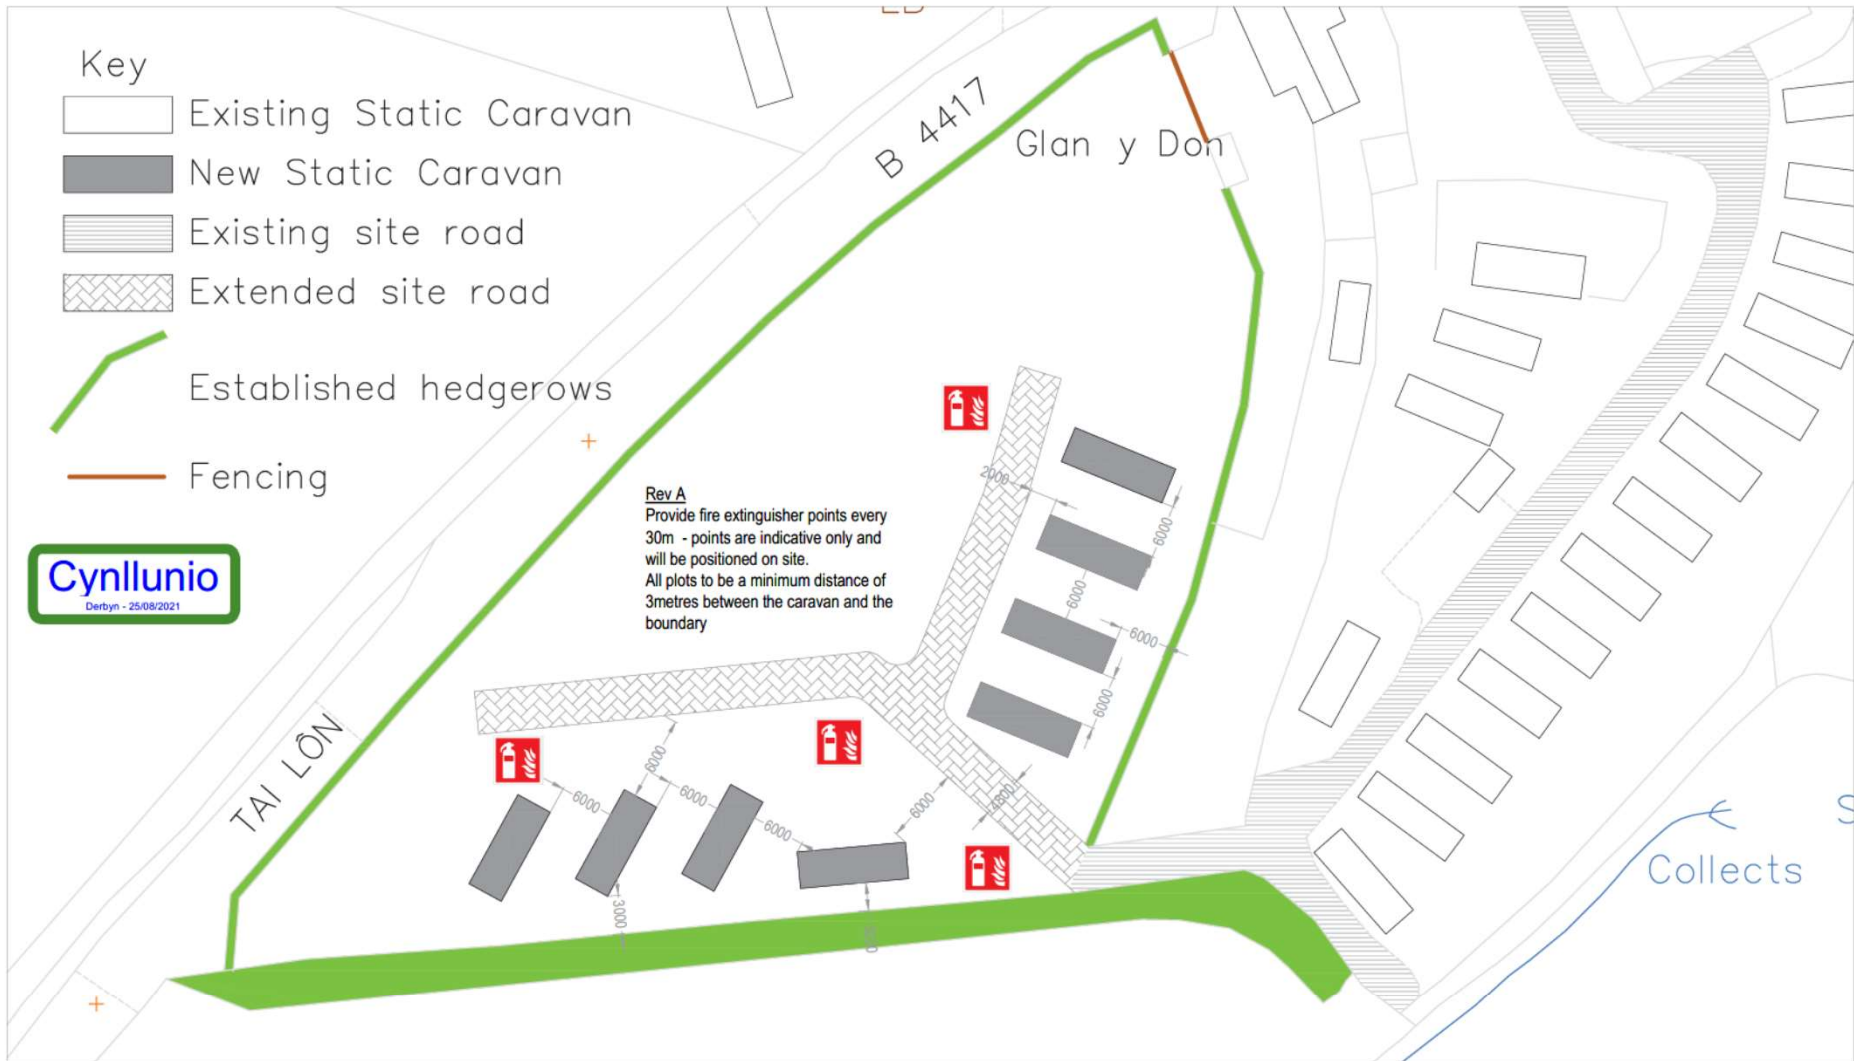 Key
Existing Static Caravan
New Static Caravan
Existing site road
Extended site road
Established hedgerows
Fencing
Cynllunio
Derbyn - 25/08/2021
B 4417
Glan y Don
Rev A
Provide fire extinguisher points every
30m - points are indicative only and
will be positioned on site.
All plots to be a minimum distance of
3metres between the caravan and the
boundary
2000
6000
6000
6000
6000
TAI LÔN
6000
6000
6000
6000
6000
4800
3000
Collects